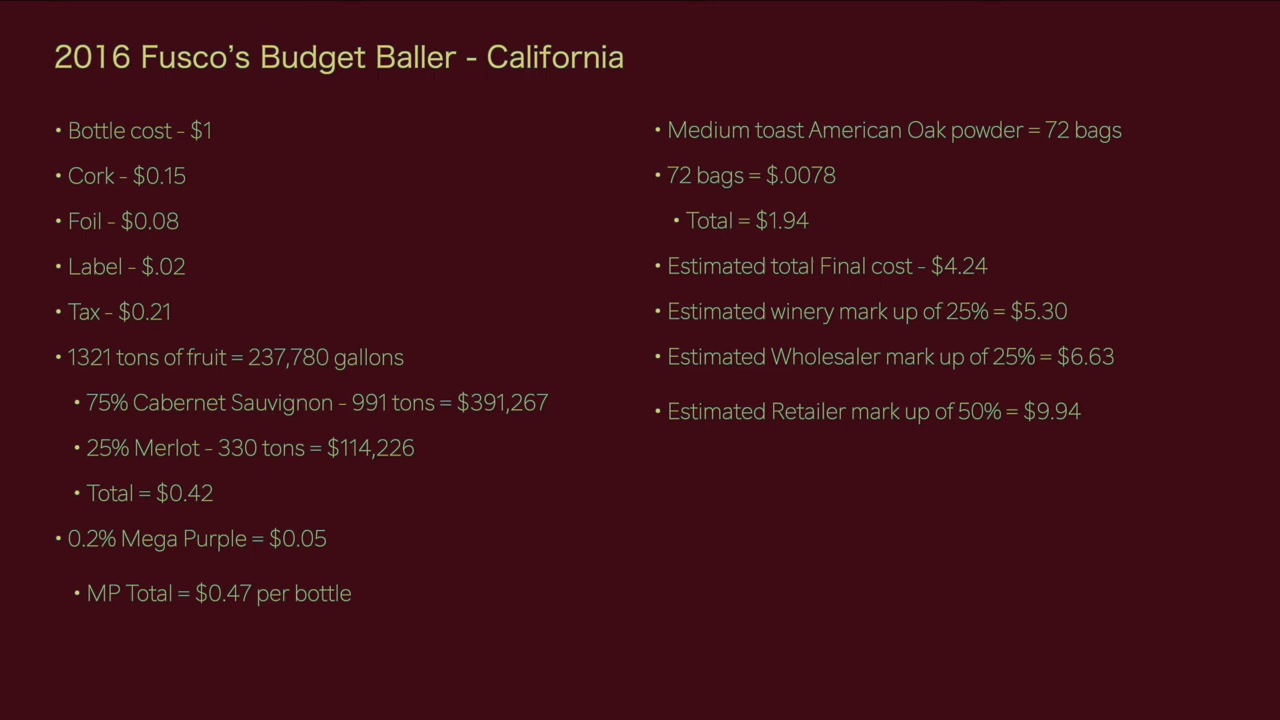 2016 Fusco’s Budget Baller - California
• Bottle cost - $1
• Cork - $0.15
• Foil - $0.08
• Label - $.02
• Tax - $0.21
• 1321 tons of fruit = 237,780 gallons
• 75% Cabernet Sauvignon - 991 tons = $391,267
• 25% Merlot - 330 tons = $114,226
• Total = $0.42
• 0.2% Mega Purple = $0.05
• MP Total = $0.47 per bottle
• Medium toast American Oak powder = 72 bags
• 72 bags = $.0078
• Total = $1.94
• Estimated total Final cost - $4.24
• Estimated winery mark up of 25% = $5.30
• Estimated Wholesaler mark up of 25% = $6.63
• Estimated Retailer mark up of 50% = $9.94